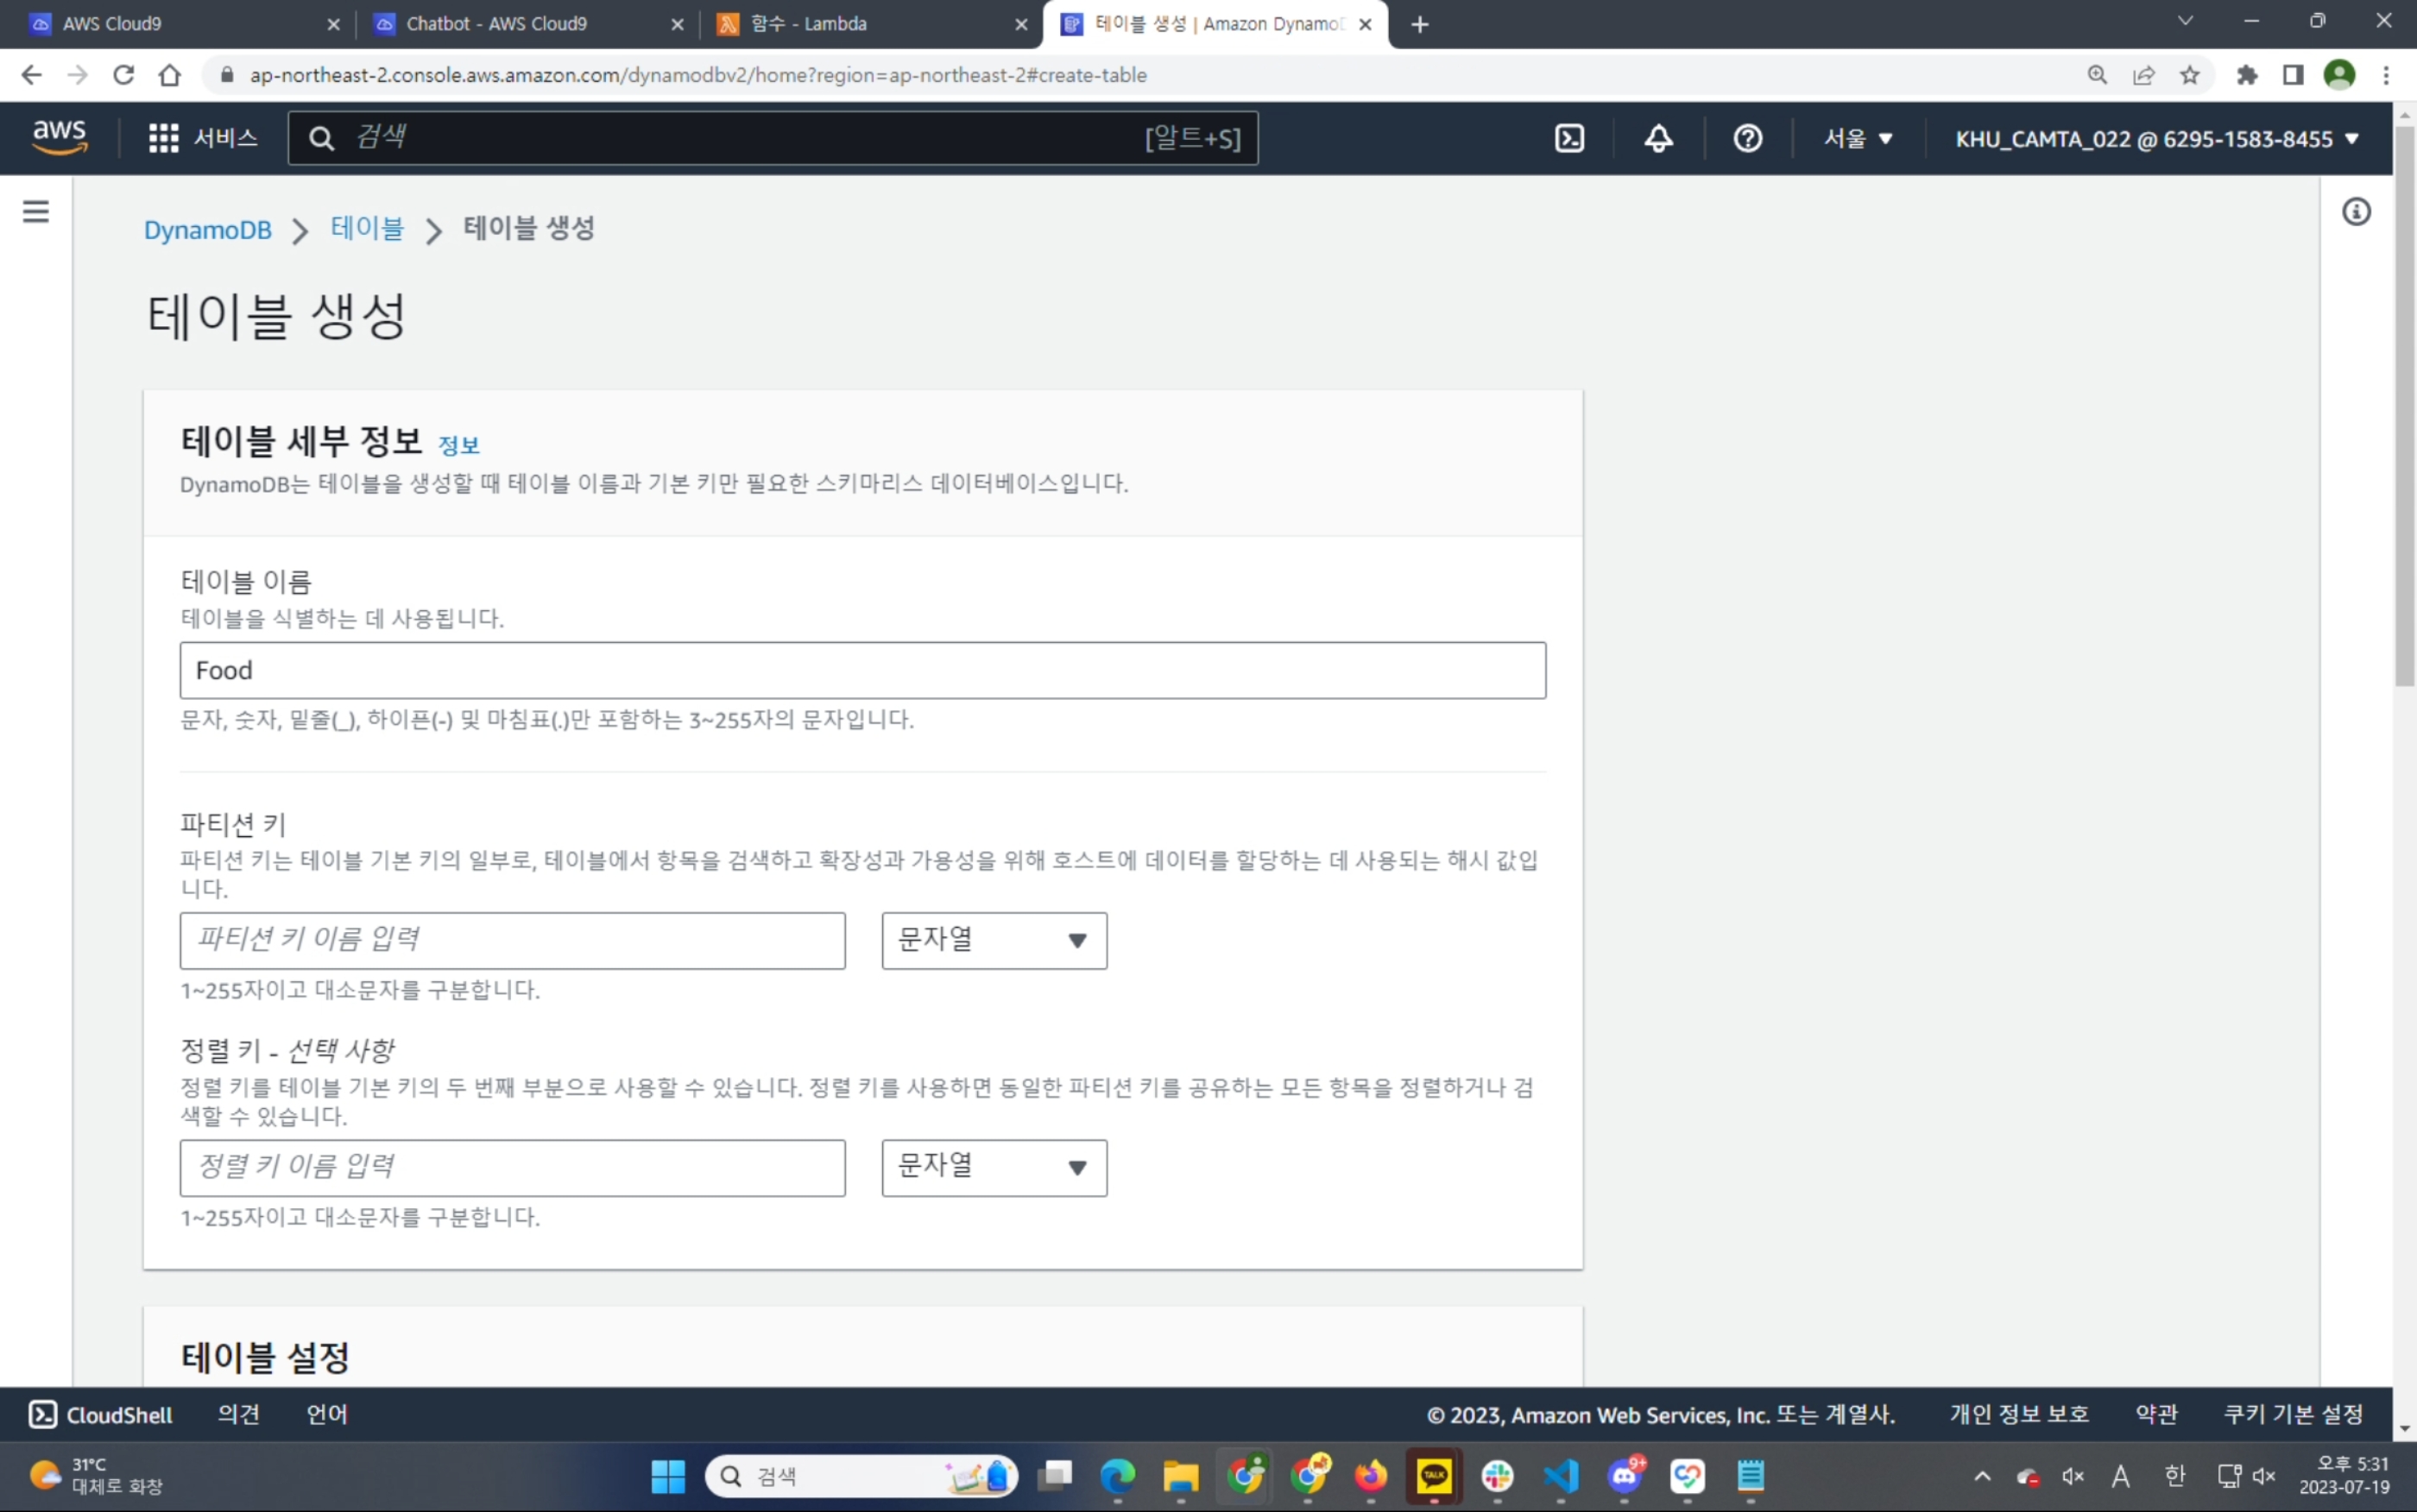 AWS Cloud9
Chatbot - AWS Cloud9
함수 - Lambda
테이블 생성 | Amazon Dynamo
ap-northeast-2.console.aws.amazon.com/dynamodbv2/home?region=ap-northeast-2#create-table
aws
서비스
검색
[알트+S]
서울
KHU_CAMTA_022 @ 6295-1583-8455
DynamoDB
테이블
테이블 생성
테이블 생성
테이블 세부 정보 정보
DynamoDB는 테이블을 생성할 때 테이블 이름과 기본 키만 필요한 스키마리스 데이터베이스입니다.
테이블 이름
테이블을 식별하는 데 사용됩니다.
Food
문자, 숫자, 밑줄(_), 하이픈(-) 및 마침표(.)만 포함하는 3~255자의 문자입니다.
파티션 키
파티션 키는 테이블 기본 키의 일부로, 테이블에서 항목을 검색하고 확장성과 가용성을 위해 호스트에 데이터를 할당하는 데 사용되는 해시 값입
니다.
파티션 키 이름 입력
문자열
1~255자이고 대소문자를 구분합니다.
정렬 키 - 선택 사항
정렬 키를 테이블 기본 키의 두 번째 부분으로 사용할 수 있습니다. 정렬 키를 사용하면 동일한 파티션 키를 공유하는 모든 항목을 정렬하거나 검
색할 수 있습니다.
정렬 키 이름 입력
문자열
1~255자이고 대소문자를 구분합니다.
테이블 설정
CloudShell
의견
언어
© 2023, Amazon Web Services, Inc. 또는 계열사.
개인 정보 보호
약관
쿠키 기본 설정
31°C
대체로 화창
검색
TALK
9+
A
한
오후 5:31
2023-07-19